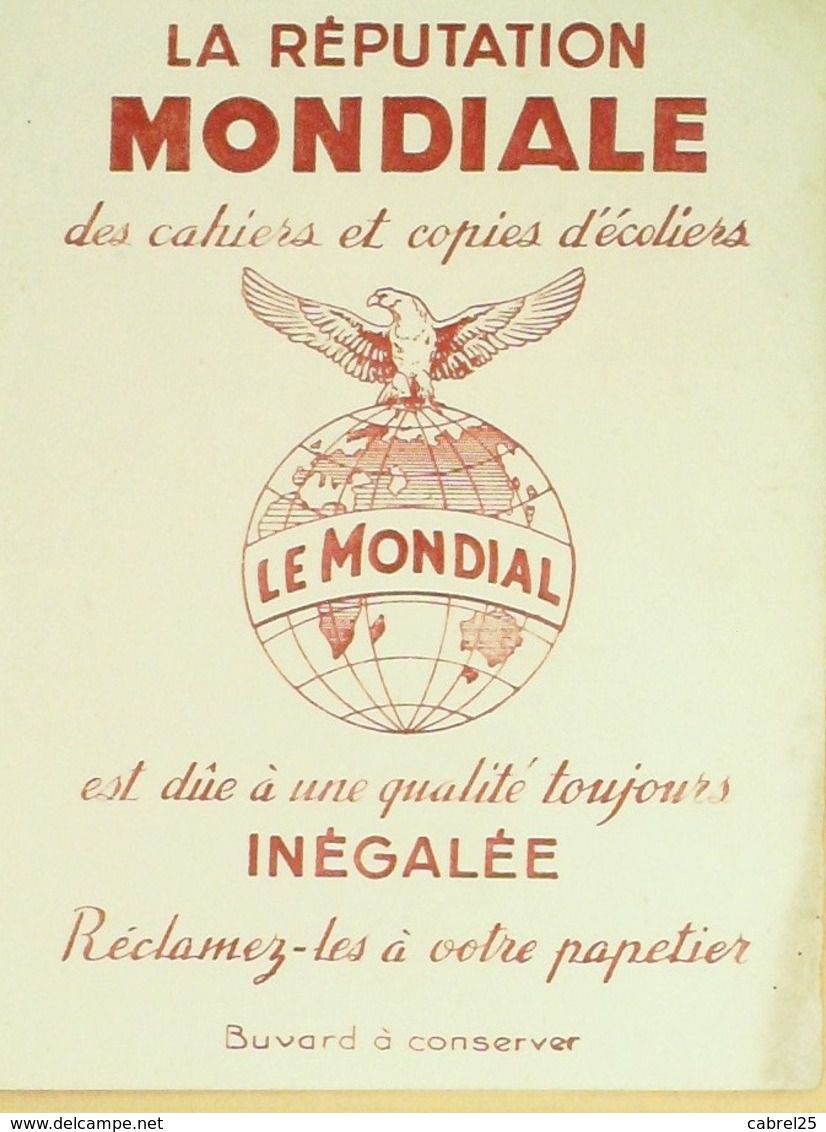 LA RÉPUTATION
MONDIALE
des cahiers et copies d'écoliers
LE MONDIAL
est dûe à une qualité toujours
INÉGALÉE
Réclamez-les à votre papetier
Buvard à conserver
www.delcampe.net
cabrel25